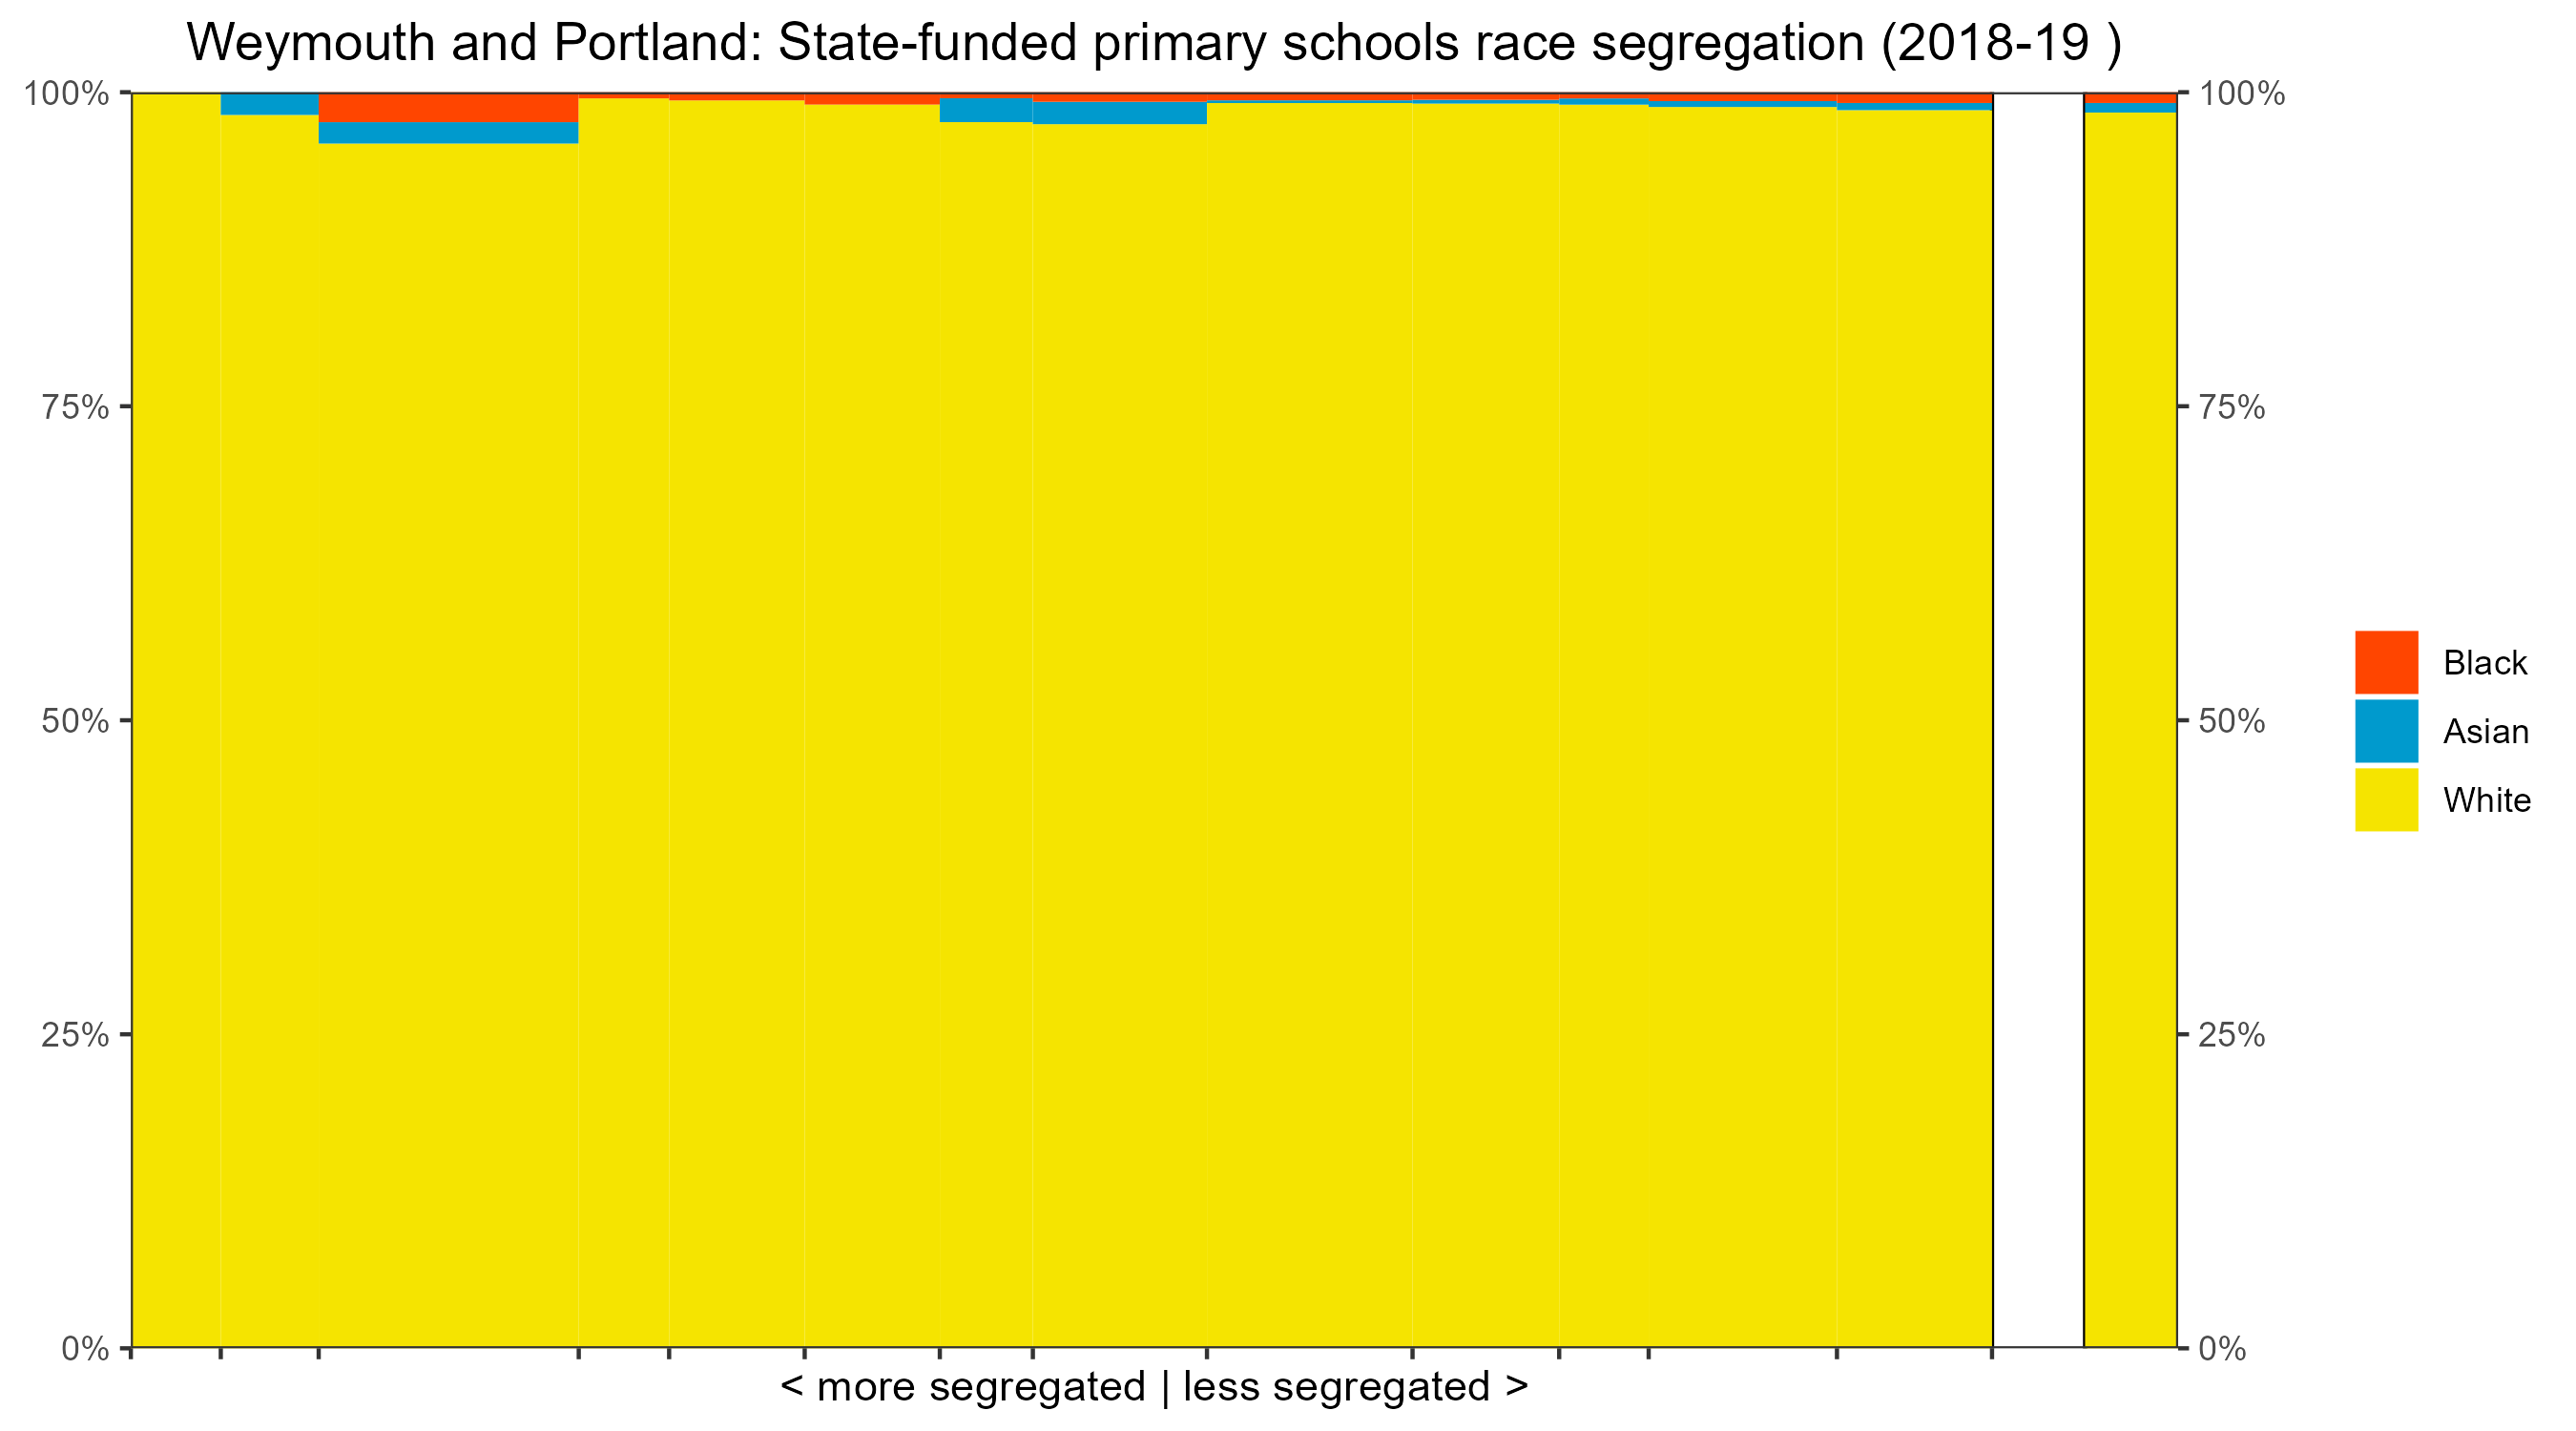 Weymouth and Portland: State-funded primary schools race segregation (2018-19 )
100% 100%
75% 75%
50% 50%
25% 25%
0% 0%
Black
Asian
White
< more segregated | less segregated >